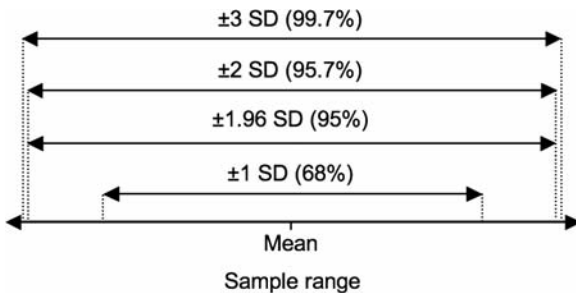 ±3 SD (99.7%)
±2 SD (95.7%)
±1.96 SD (95%)
±1 SD (68%)
Mean
Sample range